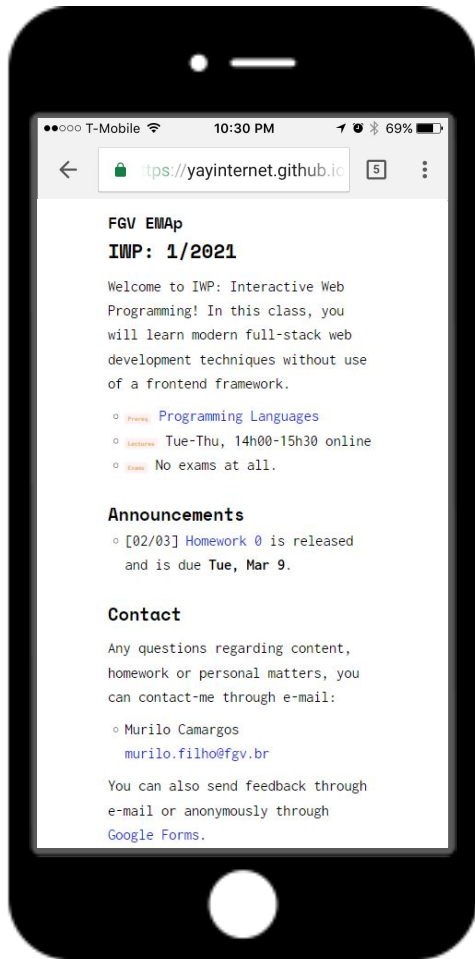 T-Mobile 10:30 PM 69%
ttps://yayinternet.github.io 5
FGV EMAp
IWP: 1/2021
Welcome to IWP: Interactive Web
Programming! In this class, you
will learn modern full-stack web
development techniques without use
of a frontend framework.
Prereq Programming Languages
Lectures Tue-Thu, 14h00-15h30 online
Exams No exams at all.
Announcements
[02/03] Homework 0 is released
and is due Tue, Mar 9.
Contact
Any questions regarding content,
homework or personal matters, you
can contact-me through e-mail:
Murilo Camargos
murilo.filho@fgv.br
You can also send feedback through
e-mail or anonymously through
Google Forms.